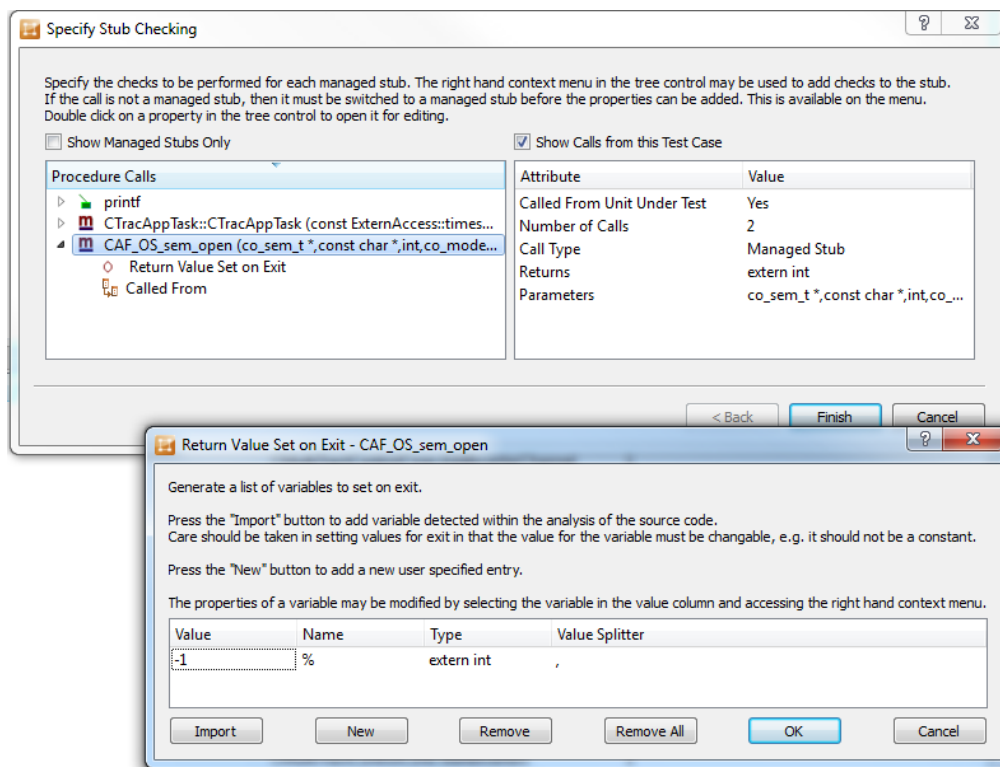 Specify Stub Checking
Specify the checks to be performed for each managed stub. The right hand context menu in the tree control may be used to add checks to the stub.
If the call is not a managed stub, then it must be switched to a managed stub before the properties can be added. This is available on the menu.
Double click on a property in the tree control to open it for editing.
Show Managed Stubs Only
Show Calls from this Test Case
Procedure Calls
printf
CTracAppTask::CTracAppTask (const ExternAccess::times...
CAF_OS_sem_open (co_sem_t *,const char *,int,co_mode...
Return Value Set on Exit
Called From
Attribute Value
Called From Unit Under Test Yes
Number of Calls 2
Call Type Managed Stub
Returns extern int
Parameters co_sem_t *,const char *,int,co_...
< Back Finish Cancel
Return Value Set on Exit - CAF_OS_sem_open
Generate a list of variables to set on exit.
Press the "Import" button to add variable detected within the analysis of the source code.
Care should be taken in setting values for exit in that the value for the variable must be changable, e.g. it should not be a constant.
Press the "New" button to add a new user specified entry.
The properties of a variable may be modified by selecting the variable in the value column and accessing the right hand context menu.
Value Name Type Value Splitter
-1 % extern int ,
Import New Remove Remove All OK Cancel